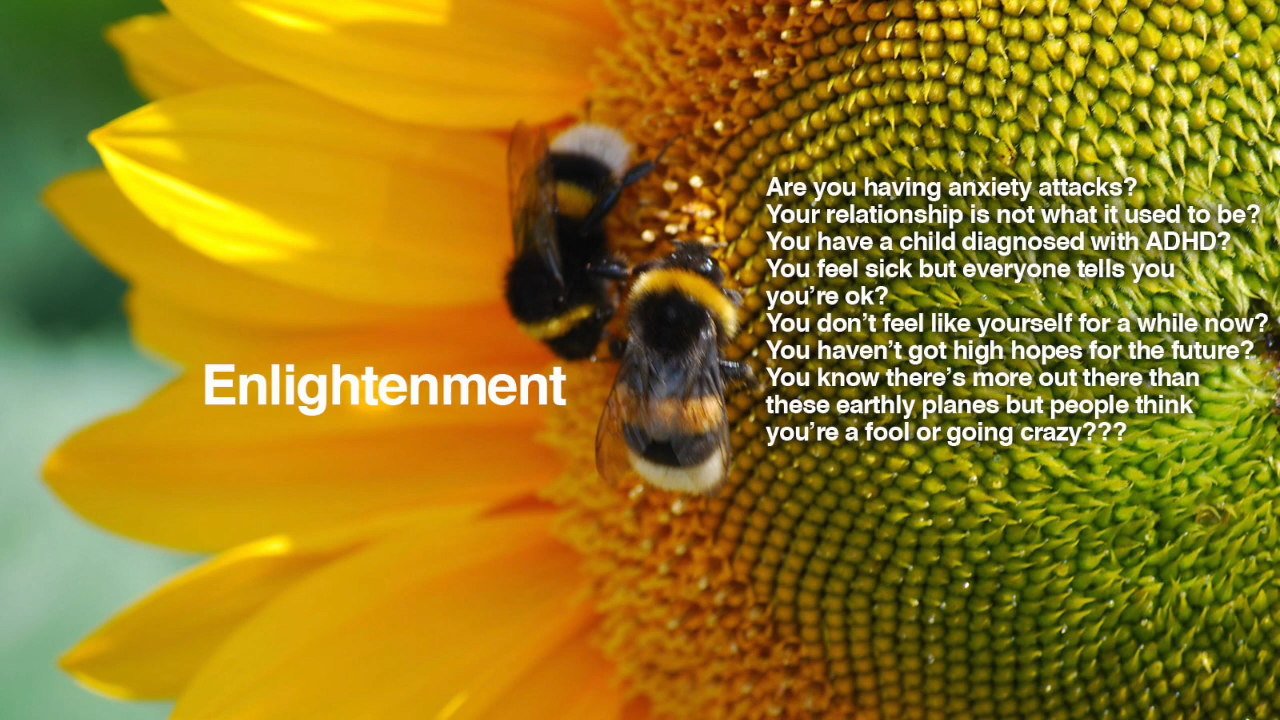 Enlightenment
Are you having anxiety attacks?
Your relationship is not what it used to be?
You have a child diagnosed with ADHD?
You feel sick but everyone tells you
you’re ok?
You don’t feel like yourself for a while now?
You haven’t got high hopes for the future?
You know there’s more out there than
these earthly planes but people think
you’re a fool or going crazy???